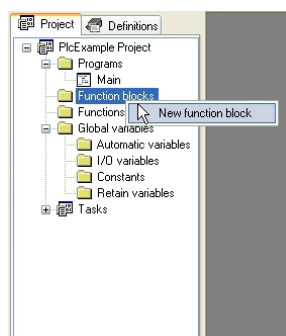 Project Definitions
PlcExample Project
Programs
Main
Function blocks
New function block
Functions
Global variables
Automatic variables
I/O variables
Constants
Retain variables
Tasks